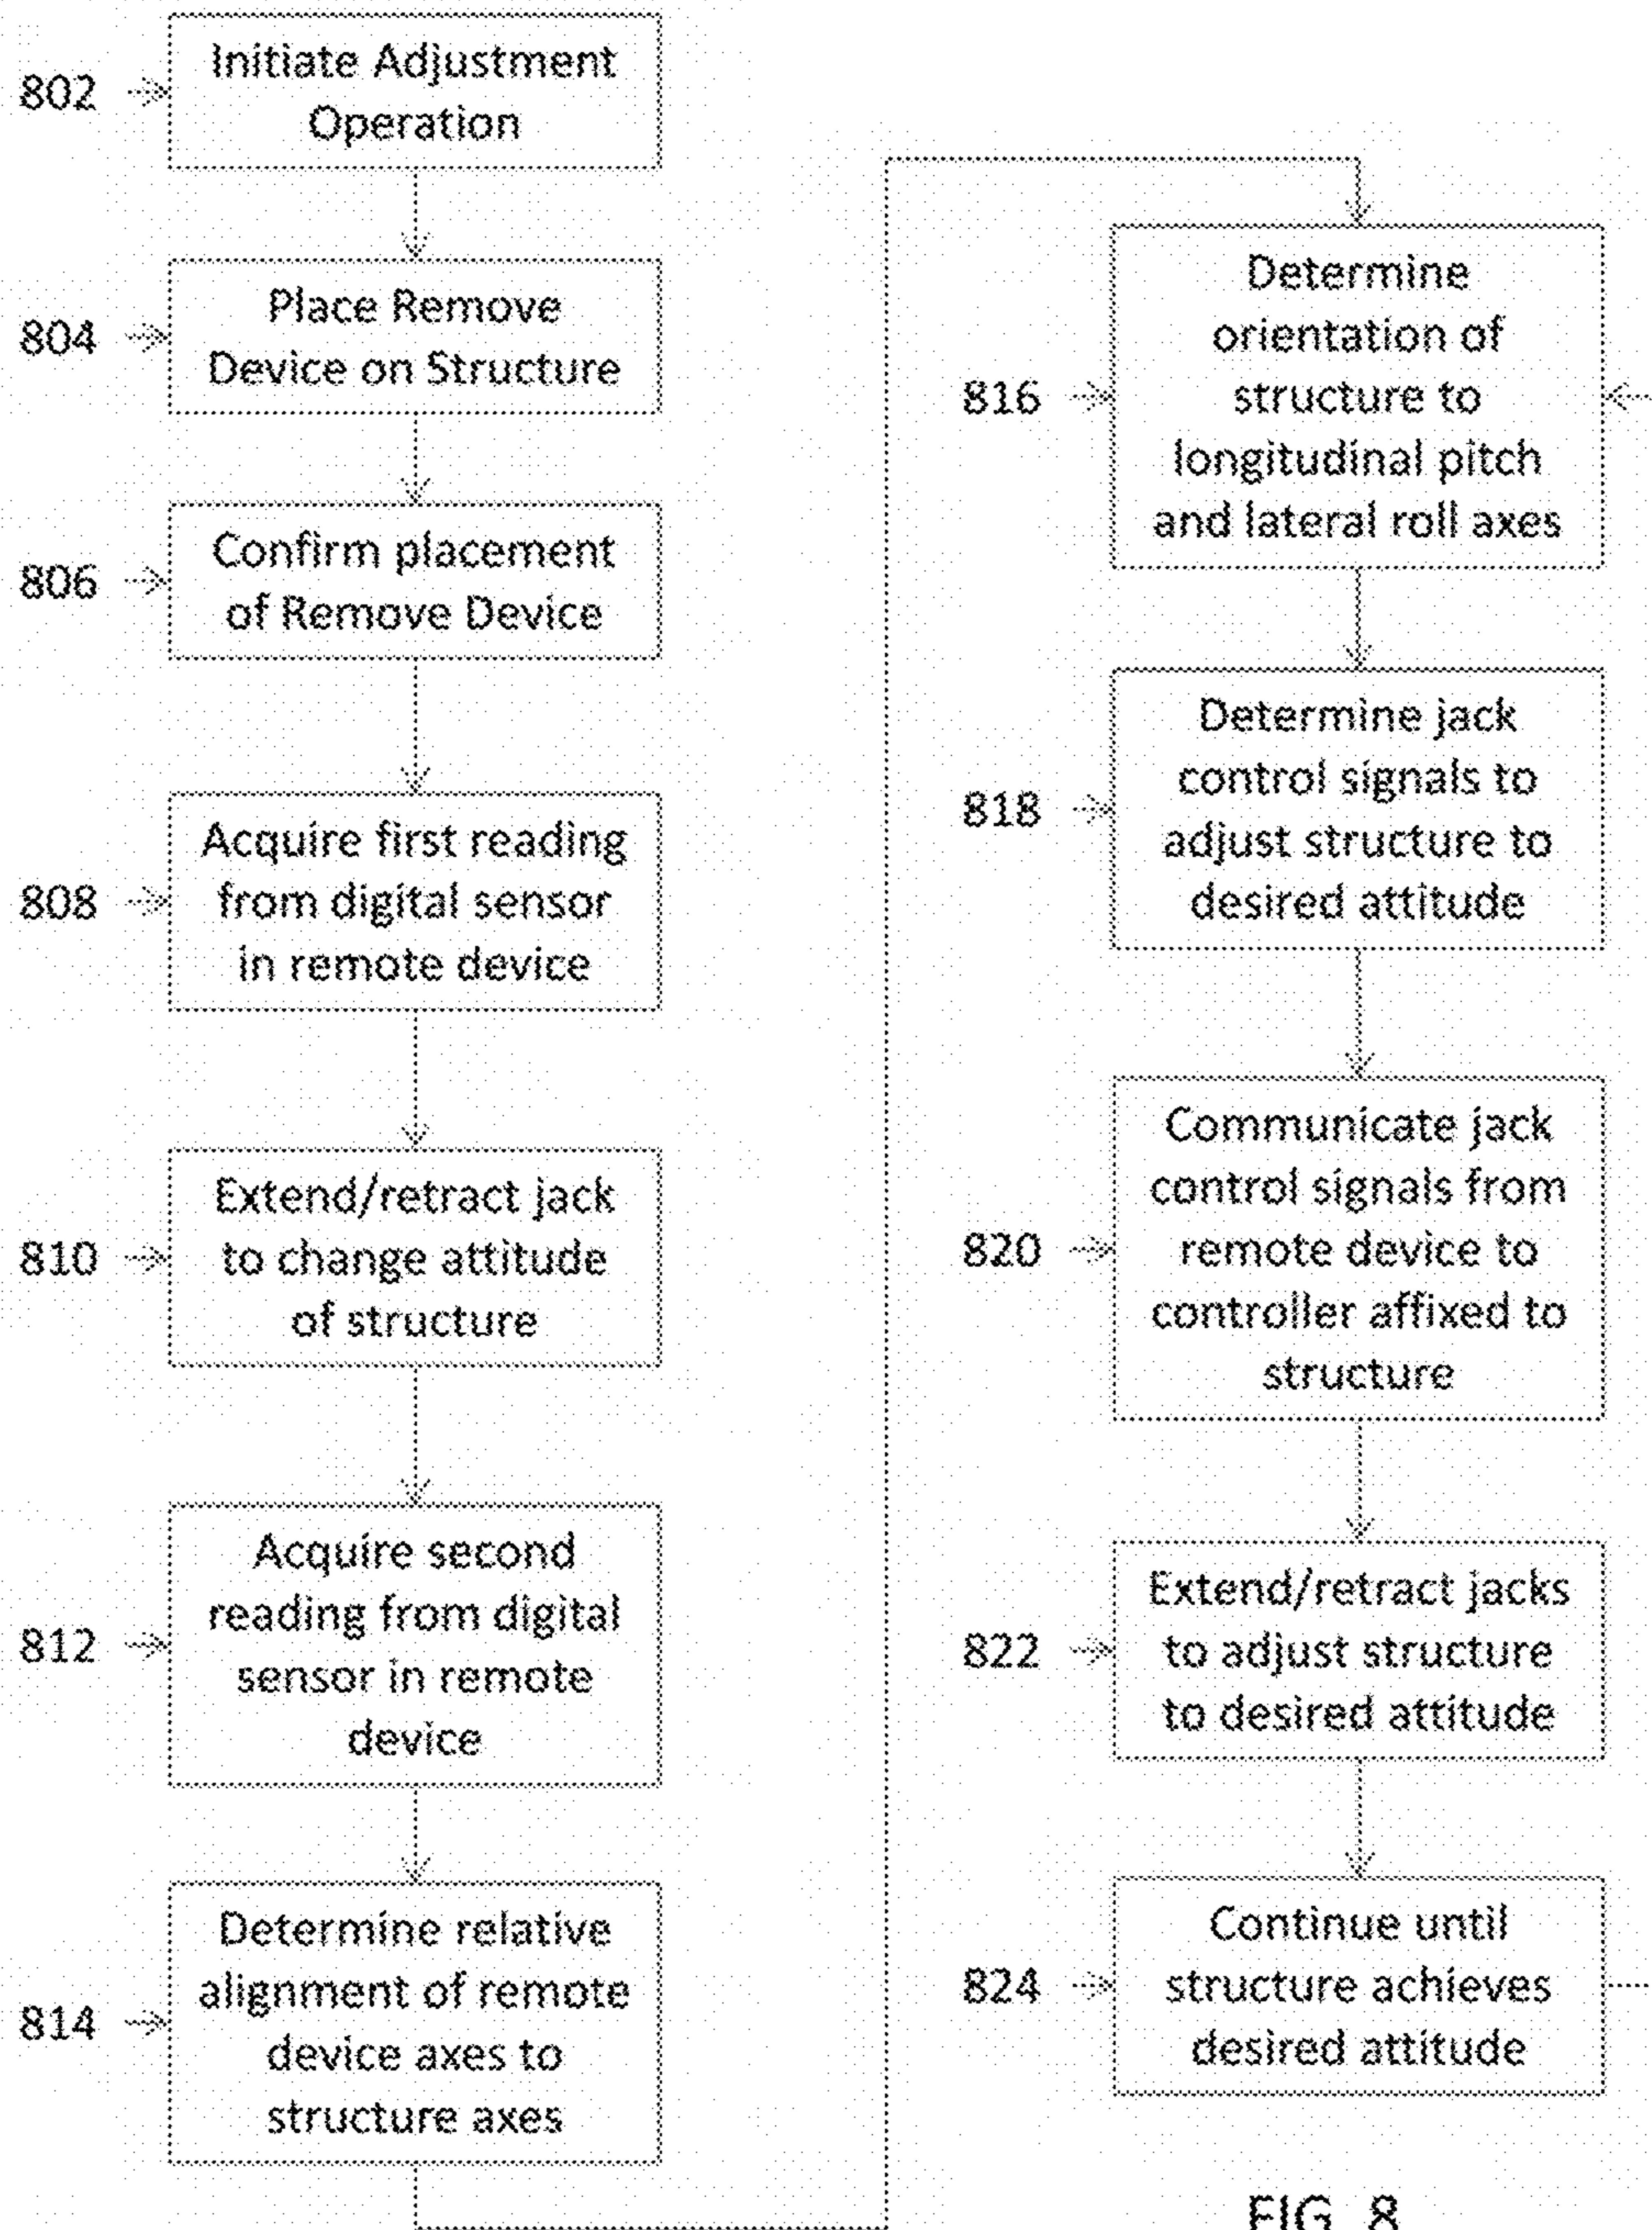 802
Initiate Adjustment
Operation
804
Place Remove
Device on Structure
806
Confirm placement
of Remove Device
808
Acquire first reading
from digital sensor
in remote device
810
Extend/retract jack
to change attitude
of structure
812
Acquire second
reading from digital
sensor in remote
device
814
Determine relative
alignment of remote
device axes to
structure axes
816
Determine
orientation of
structure to
longitudinal pitch
and lateral roll axes
818
Determine jack
control signals to
adjust structure to
desired attitude
820
Communicate jack
control signals from
remote device to
controller affixed to
structure
822
Extend/retract jacks
to adjust structure
to desired attitude
824
Continue until
structure achieves
desired attitude
FIG. 8